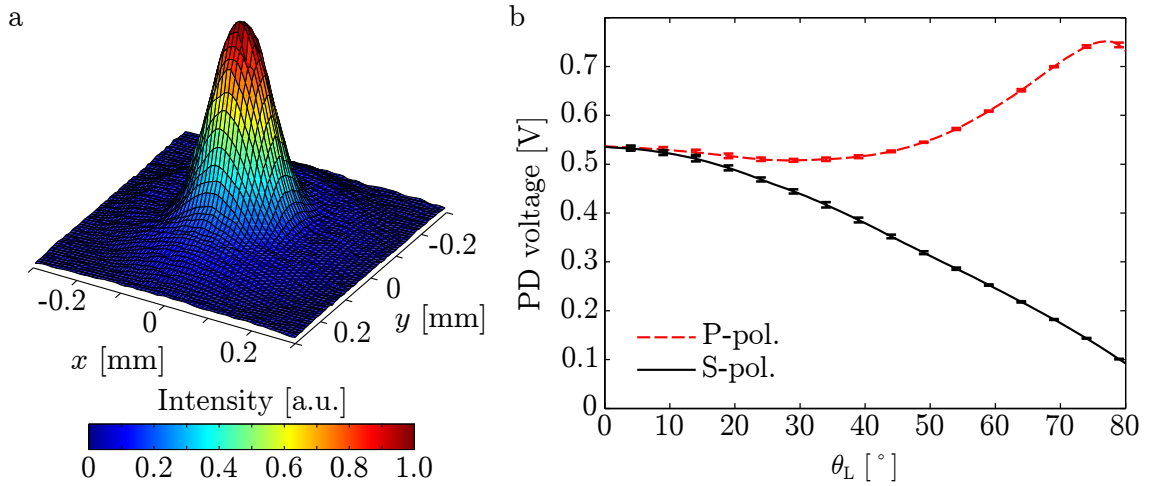 a
-0.2
0
0.2
x [mm]
-0.2
0
0.2
y [mm]
Intensity [a.u.]
0 0.2 0.4 0.6 0.8 1.0
b
PD voltage [V]
0.7
0.6
0.5
0.4
0.3
0.2
0.1
0
P-pol.
S-pol.
0 10 20 30 40 50 60 70 80
θL [°]